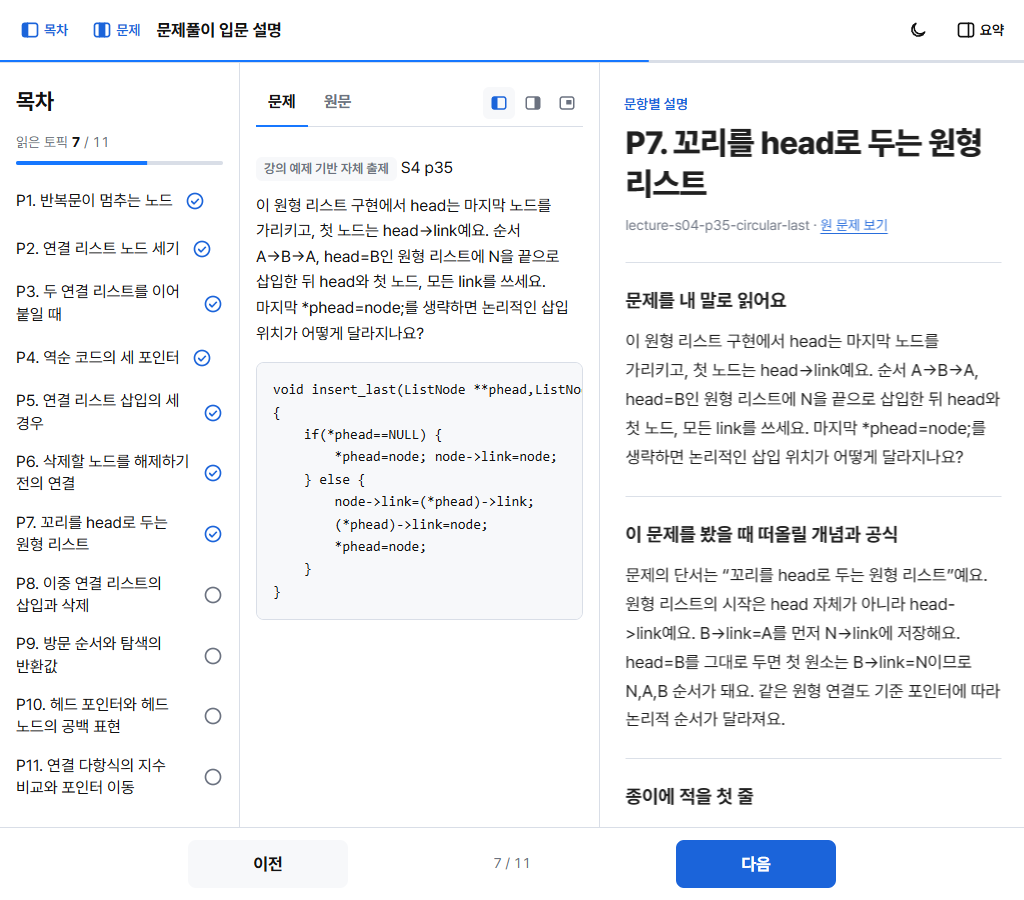 목차
문제
문제풀이 입문 설명
요약
목차
읽은 토픽 7 / 11
P1. 반복문이 멈추는 노드
P2. 연결 리스트 노드 세기
P3. 두 연결 리스트를 이어
붙일 때
P4. 역순 코드의 세 포인터
P5. 연결 리스트 삽입의 세
경우
P6. 삭제할 노드를 해제하기
전의 연결
P7. 꼬리를 head로 두는
원형 리스트
P8. 이중 연결 리스트의
삽입과 삭제
P9. 방문 순서와 탐색의
반환값
P10. 헤드 포인터와 헤드
노드의 공백 표현
P11. 연결 다항식의 지수
비교와 포인터 이동
문제
원문
강의 예제 기반 자체 출제 S4 p35
이 원형 리스트 구현에서 head는 마지막 노드를
가리키고, 첫 노드는 head→link예요. 순서
A→B→A, head=B인 원형 리스트에 N을 끝으로
삽입한 뒤 head와 첫 노드, 모든 link를 쓰세요.
마지막 *phead=node;를 생략하면 논리적인 삽입
위치가 어떻게 달라지나요?
void insert_last(ListNode **phead,ListNo
{
    if(*phead==NULL) {
        *phead=node; node->link=node;
    } else {
        node->link=(*phead)->link;
        (*phead)->link=node;
        *phead=node;
    }
}
문항별 설명
P7. 꼬리를 head로 두는 원형
리스트
lecture-s04-p35-circular-last · 원 문제 보기
문제를 내 말로 읽어요
이 원형 리스트 구현에서 head는 마지막 노드를
가리키고, 첫 노드는 head→link예요. 순서 A→B→A,
head=B인 원형 리스트에 N을 끝으로 삽입한 뒤 head와
첫 노드, 모든 link를 쓰세요. 마지막 *phead=node;를
생략하면 논리적인 삽입 위치가 어떻게 달라지나요?
이 문제를 봤을 때 떠올릴 개념과 공식
문제의 단서는 “꼬리를 head로 두는 원형 리스트”예요.
원형 리스트의 시작은 head 자체가 아니라 head-
>link예요. B→link=A를 먼저 N→link에 저장해요.
head=B를 그대로 두면 첫 원소는 B→link=N이므로
N,A,B 순서가 돼요. 같은 원형 연결도 기준 포인터에 따라
논리적 순서가 달라져요.
종이에 적을 첫 줄
이전
7 / 11
다음